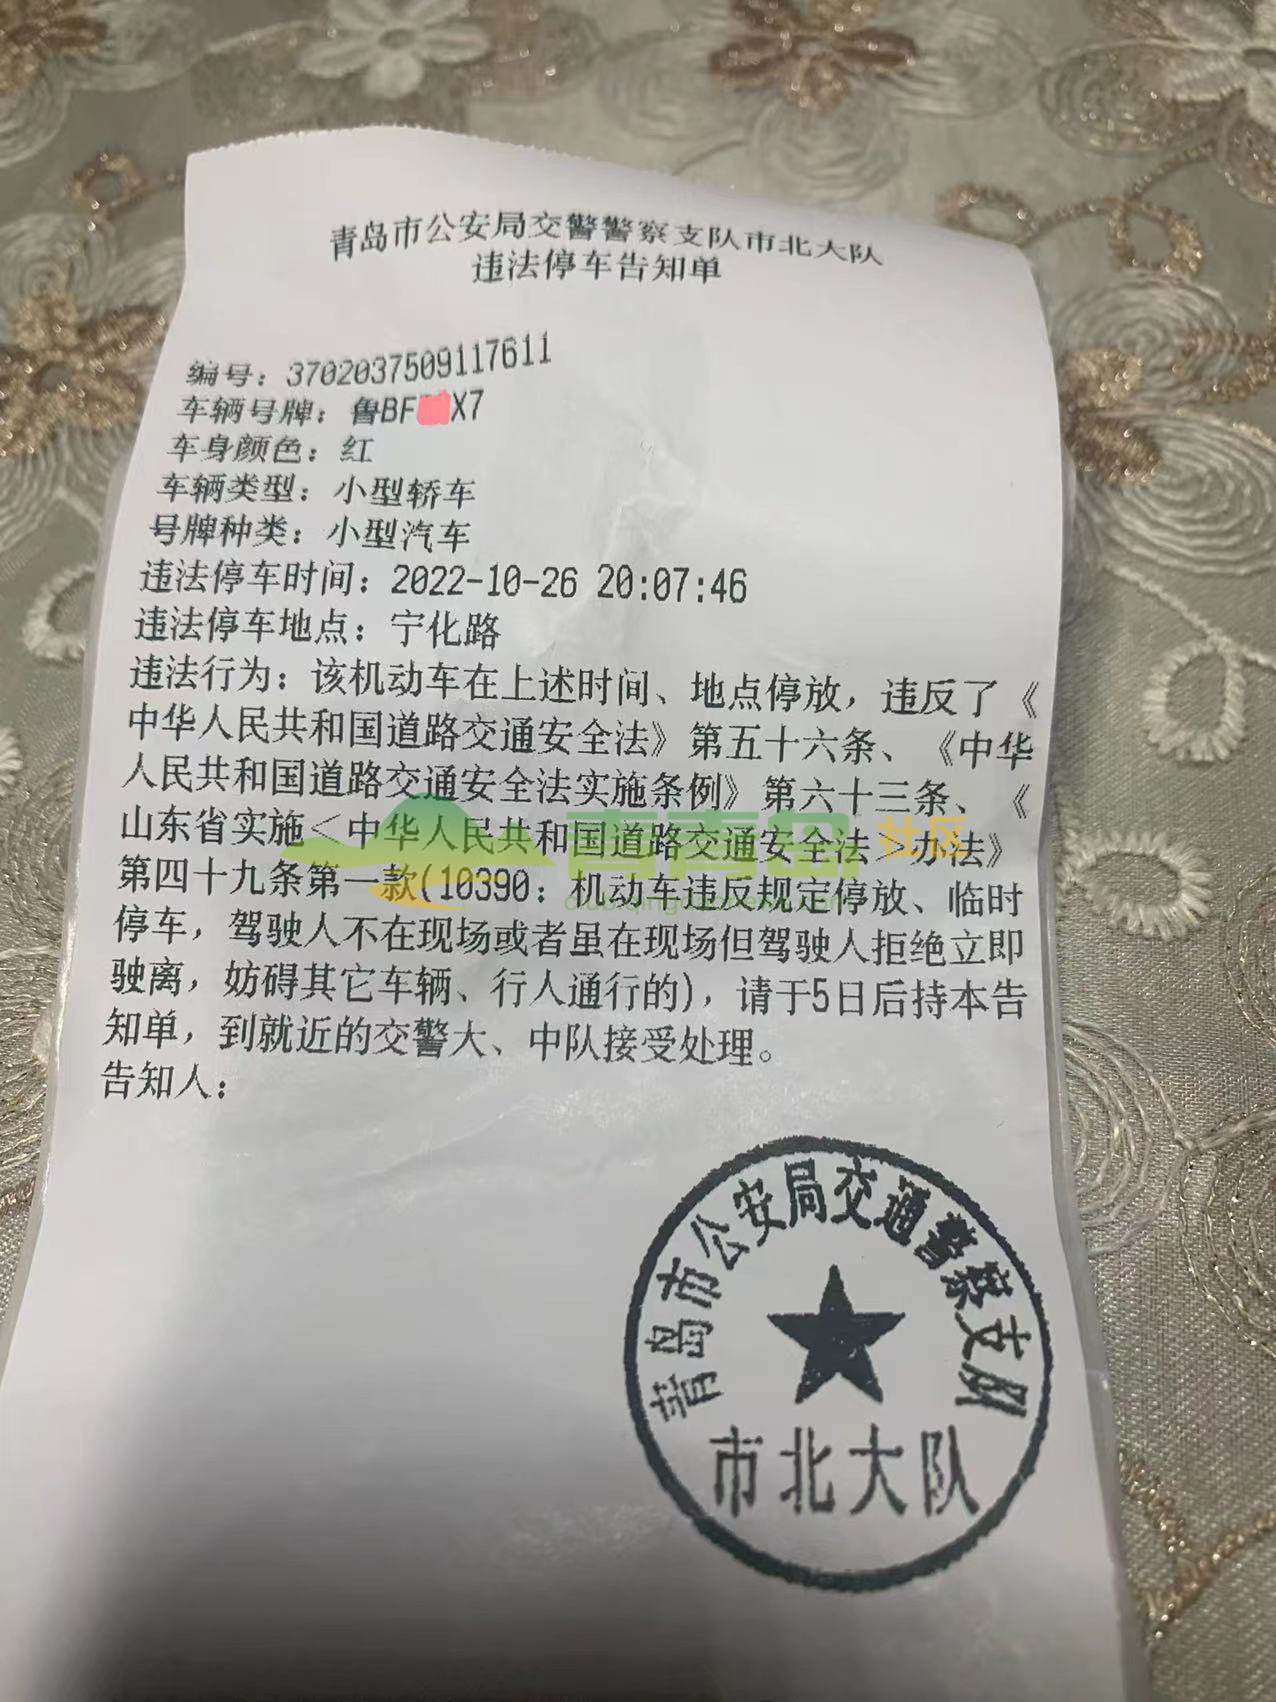 青岛市公安局交警警察支队市北大队
违法停车告知单
编号：3702037509117611
车辆号牌：鲁BF X7
车身颜色：红
车辆类型：小型轿车
号牌种类：小型汽车
违法停车时间：2022-10-26 20:07:46
违法停车地点：宁化路
违法行为：该机动车在上述时间、地点停放，违反了《
中华人民共和国道路交通安全法》第五十六条、《中华
人民共和国道路交通安全法实施条例》第六十三条、《
山东省实施＜中华人民共和国道路交通安全法＞办法》
第四十九条第一款(10390：机动车违反规定停放、临时
停车，驾驶人不在现场或者虽在现场但驾驶人拒绝立即
驶离，妨碍其它车辆、行人通行的)，请于5日后持本告
知单，到就近的交警大、中队接受处理。
告知人：
青岛市公安局交通警察支队
市北大队
青青岛社区